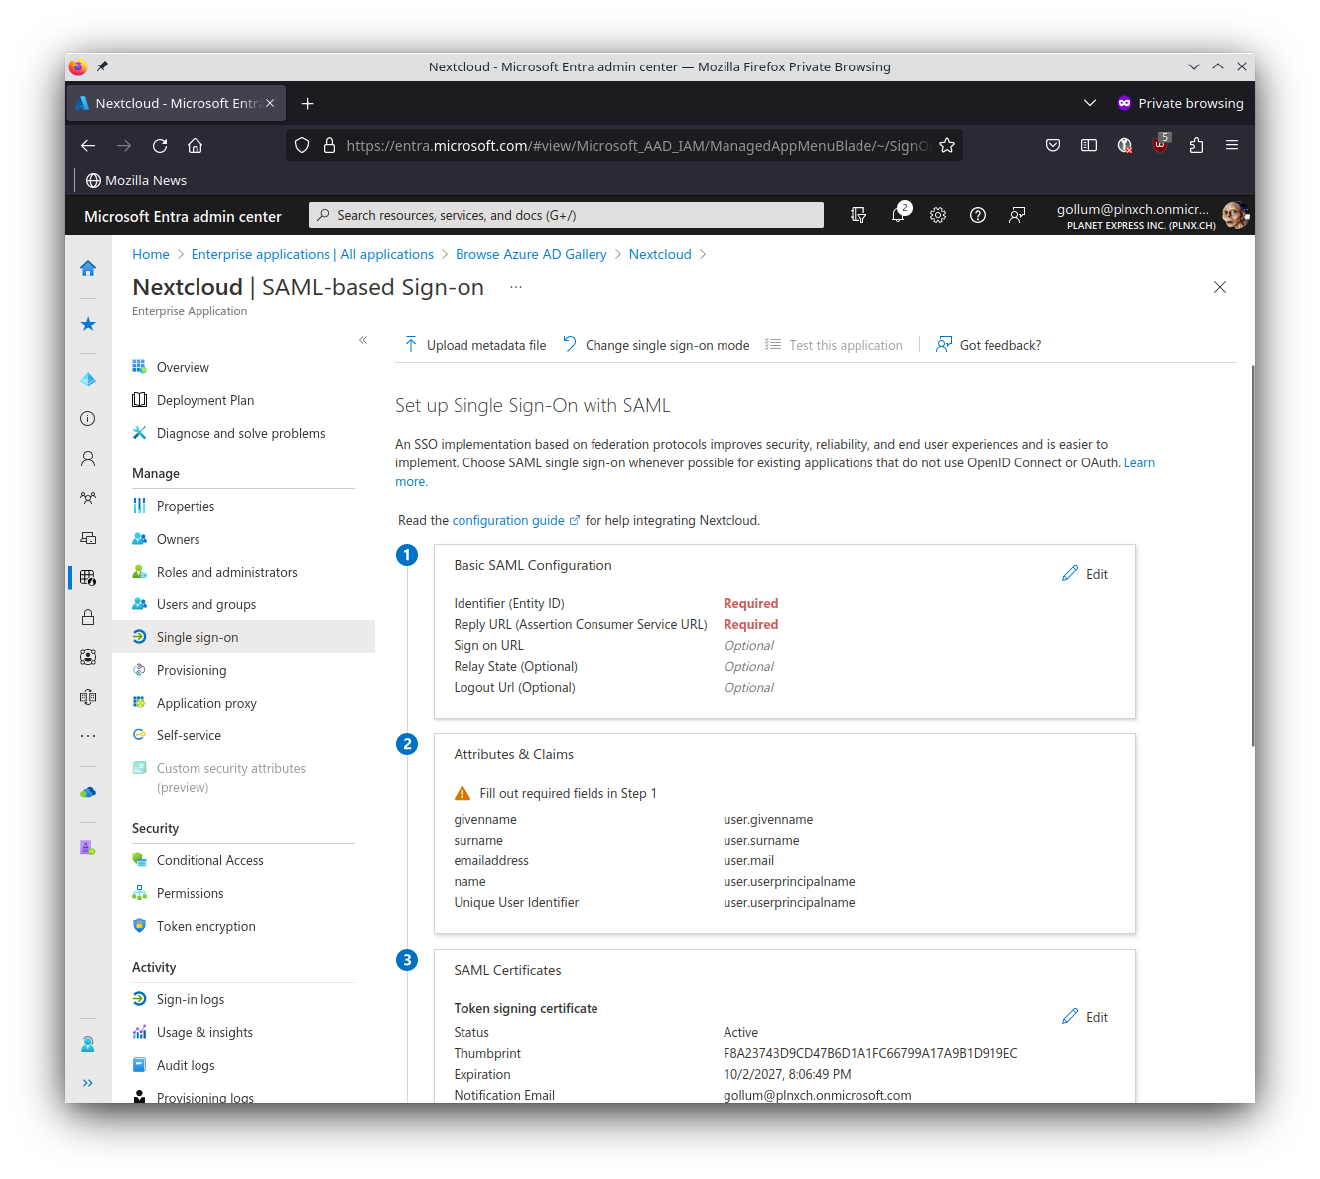 Nextcloud - Microsoft Entra admin center — Mozilla Firefox Private Browsing
Nextcloud - Microsoft Entra
Private browsing
https://entra.microsoft.com/#view/Microsoft_AAD_IAM/ManagedAppMenuBlade/~/SignO
5
Mozilla News
Microsoft Entra admin center
Search resources, services, and docs (G+/)
2
gollum@plnxch.onmicr...
PLANET EXPRESS INC. (PLNX.CH)
Home > Enterprise applications | All applications > Browse Azure AD Gallery > Nextcloud >
Nextcloud | SAML-based Sign-on ...
Enterprise Application
«
Overview
Deployment Plan
Diagnose and solve problems
Manage
Properties
Owners
Roles and administrators
Users and groups
Single sign-on
Provisioning
Application proxy
Self-service
Custom security attributes
(preview)
Security
Conditional Access
Permissions
Token encryption
Activity
Sign-in logs
Usage & insights
Audit logs
Provisioning logs
Upload metadata file
Change single sign-on mode
Test this application
Got feedback?
Set up Single Sign-On with SAML
An SSO implementation based on federation protocols improves security, reliability, and end user experiences and is easier to
implement. Choose SAML single sign-on whenever possible for existing applications that do not use OpenID Connect or OAuth. Learn
more.
Read the configuration guide for help integrating Nextcloud.
1
Basic SAML Configuration
Edit
Identifier (Entity ID) Required
Reply URL (Assertion Consumer Service URL) Required
Sign on URL Optional
Relay State (Optional) Optional
Logout Url (Optional) Optional
2
Attributes & Claims
Fill out required fields in Step 1
givenname user.givenname
surname user.surname
emailaddress user.mail
name user.userprincipalname
Unique User Identifier user.userprincipalname
3
SAML Certificates
Token signing certificate
Edit
Status Active
Thumbprint F8A23743D9CD47B6D1A1FC66799A17A9B1D919EC
Expiration 10/2/2027, 8:06:49 PM
Notification Email gollum@plnxch.onmicrosoft.com